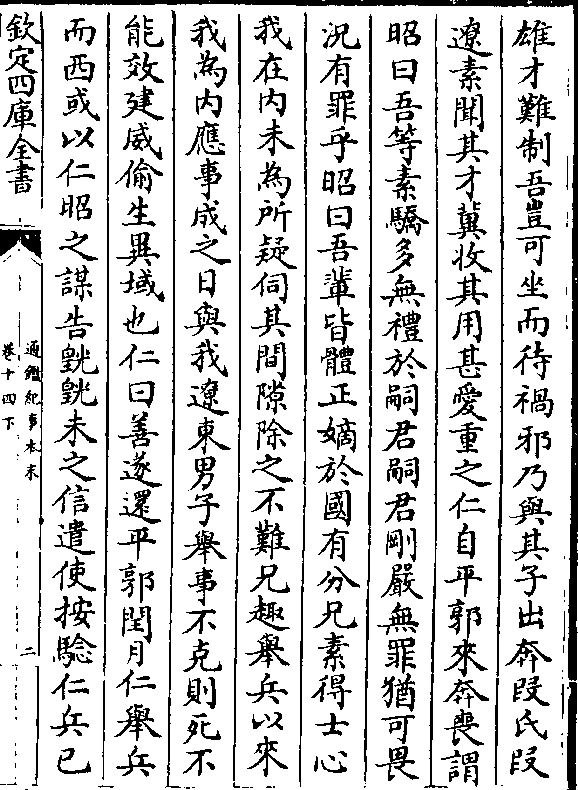 雄才難制吾豈可坐而待禍邪乃與其子出奔段氏段
遼素聞其才冀收其用甚愛重之仁自平郭來奔喪謂
昭曰吾等素驕多無禮於嗣君嗣君剛嚴無罪猶可畏
況有罪乎昭曰吾輩皆體正嫡於國有分兄素得士心
我在内未為所疑伺其間隙除之不難兄趣舉兵以來
我為内應事成之日與我遼東男子舉事不克則死不
能效建威偷生異域也仁曰善遂還平郭閏月仁舉兵
而西或以仁昭之謀告皝皝未之信遣使按驗仁兵已
欽定四庫全書
通鑑紀事本末
卷十四下
二